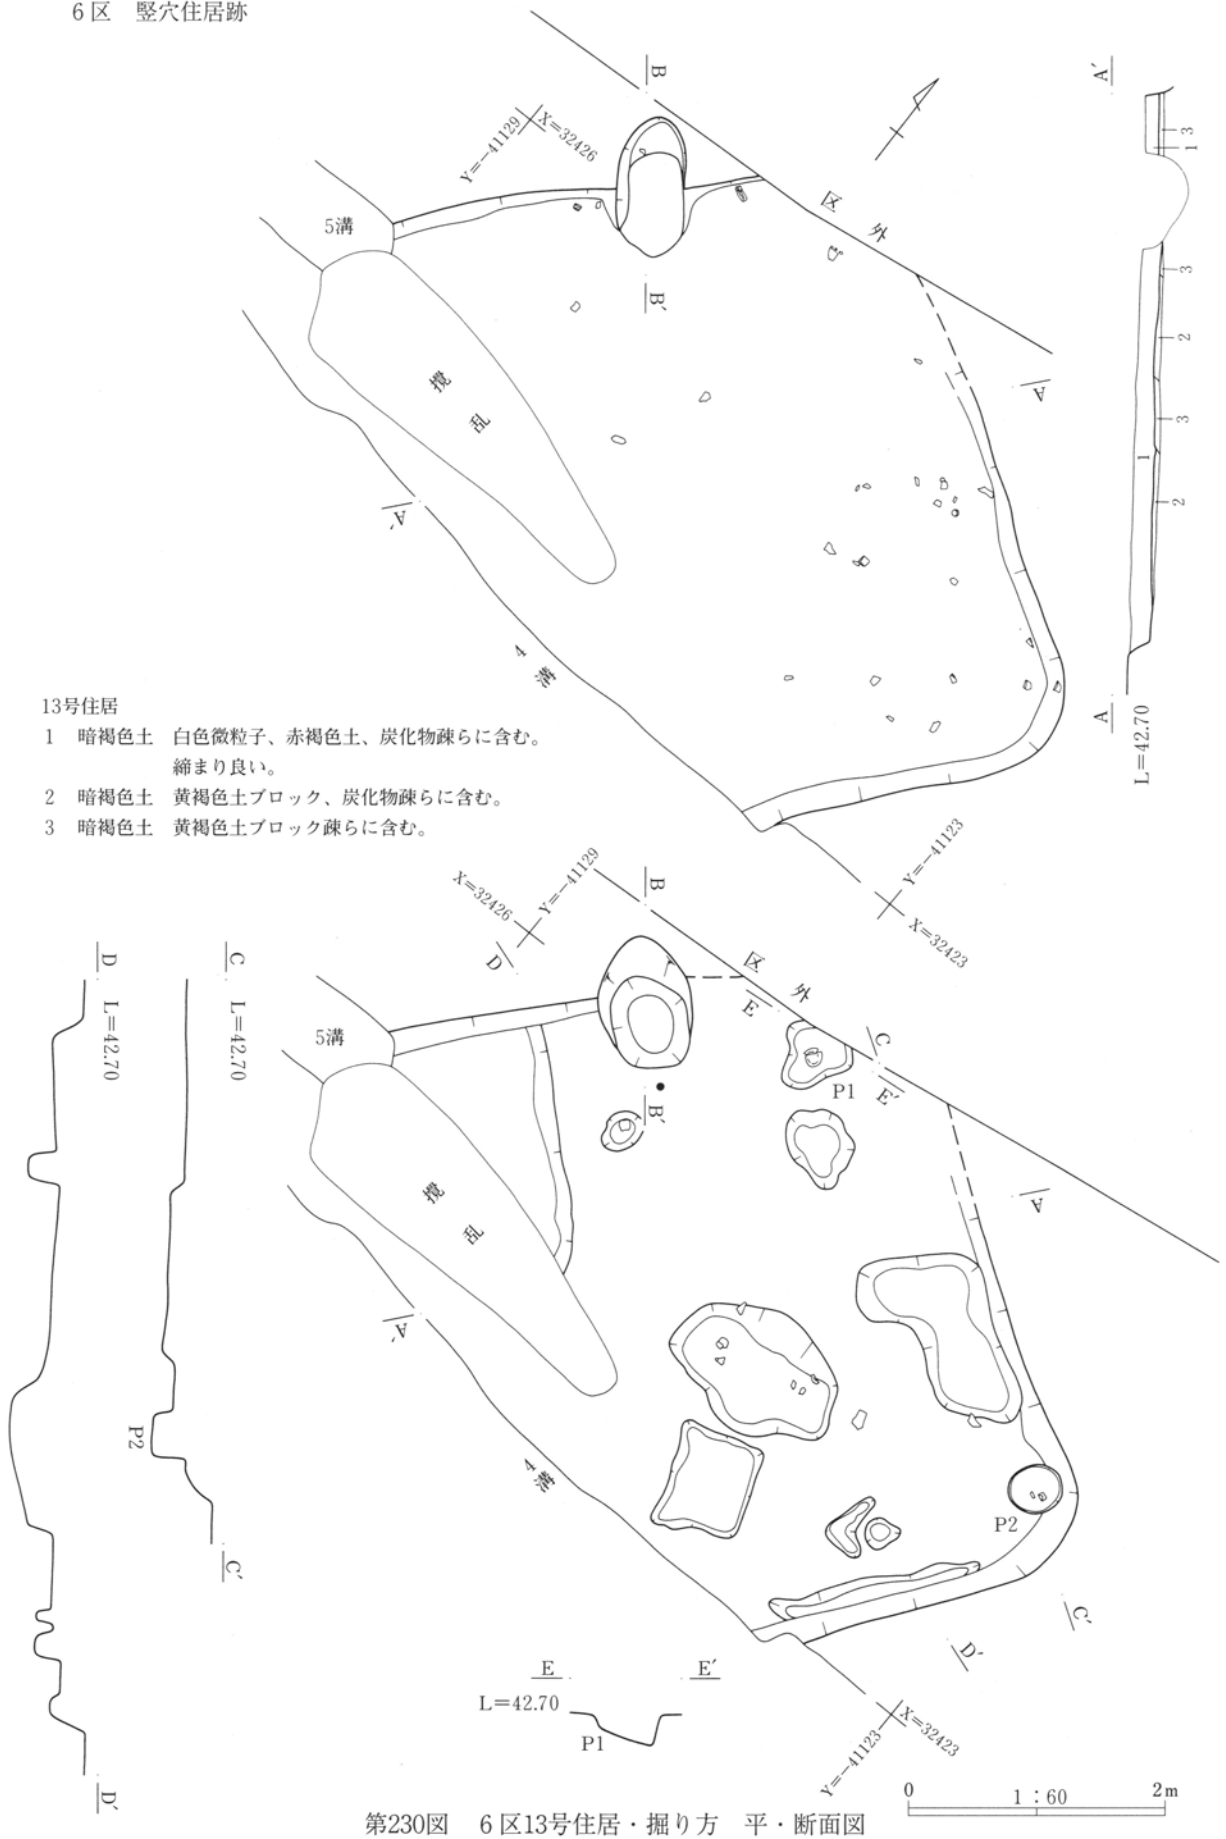 6区　竪穴住居跡
B
A′
Y=-41129
X=32426
3
1
区
外
5溝
B′
3
2
攪
乱
A
3
1
A′
2
4
溝
A
L=42.70
13号住居
1　暗褐色土　白色微粒子、赤褐色土、炭化物疎らに含む。
締まり良い。
2　暗褐色土　黄褐色土ブロック、炭化物疎らに含む。
3　暗褐色土　黄褐色土ブロック疎らに含む。
Y=-41123
X=32423
X=32426
Y=-41129
B
D
D
C
L=42.70
L=42.70
区
外
E
C
5溝
P1
E′
B′
攪
乱
A
A′
P2
4
溝
P2
C′
C′
D′
E
E′
L=42.70
P1
X=32423
Y=-41123
D′
0　1：60　2m
第230図　6区13号住居・掘り方　平・断面図